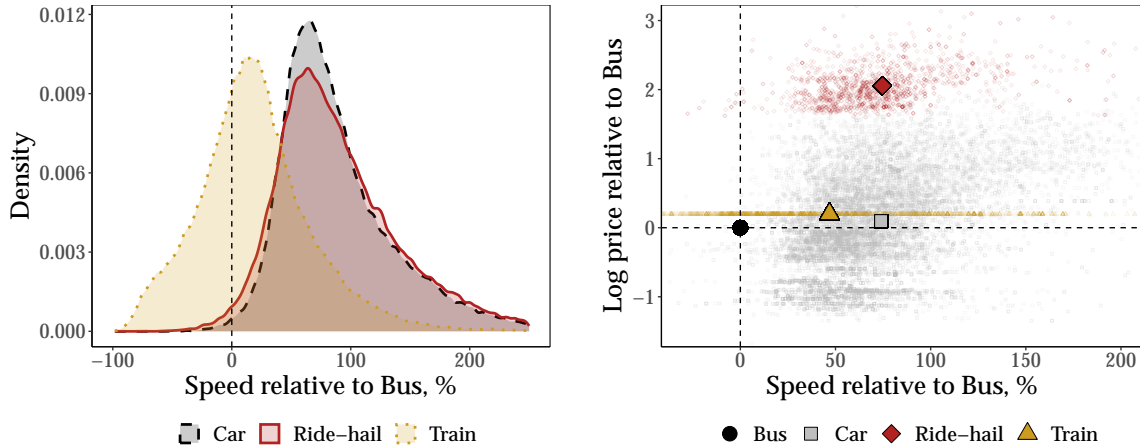 0.012
0.009
0.006
0.003
0.000
Density
−100
0
100
200
Speed relative to Bus, %
Car
Ride−hail
Train
3
2
1
0
−1
Log price relative to Bus
0
50
100
150
200
Speed relative to Bus, %
Bus
Car
Ride−hail
Train